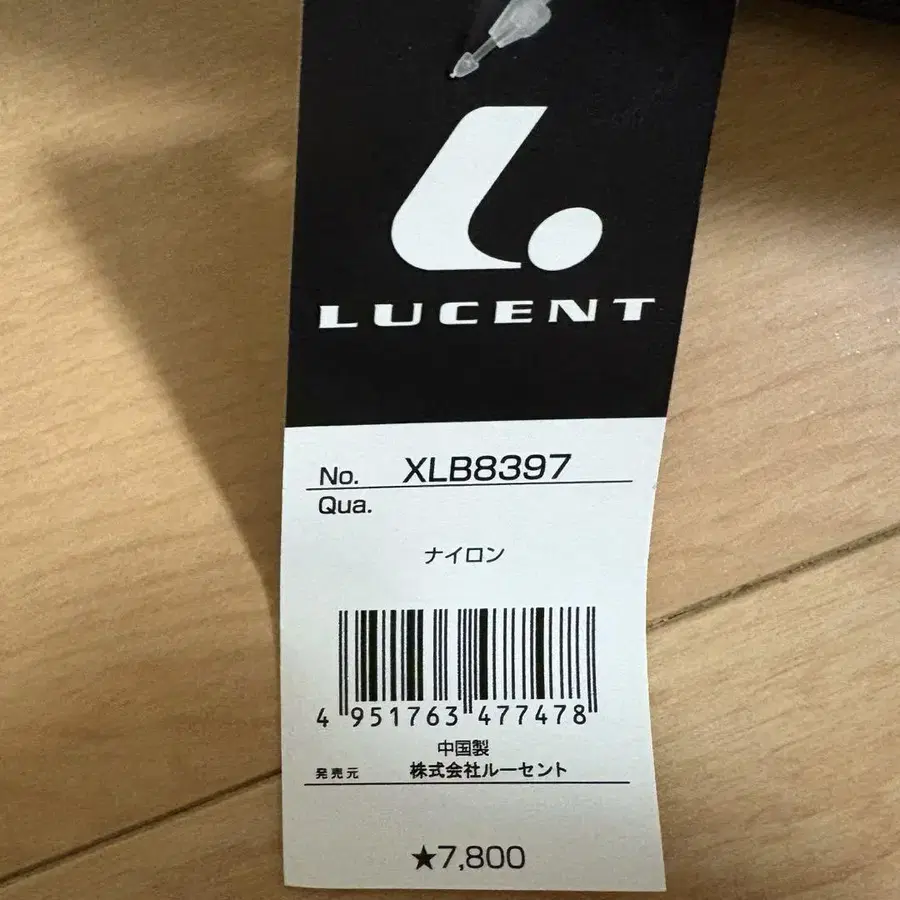 LUCENT
No. XLB8397
Qua.
ナイロン
4 951763 477478
中国製
発売元 株式会社ルーセント
★7,800